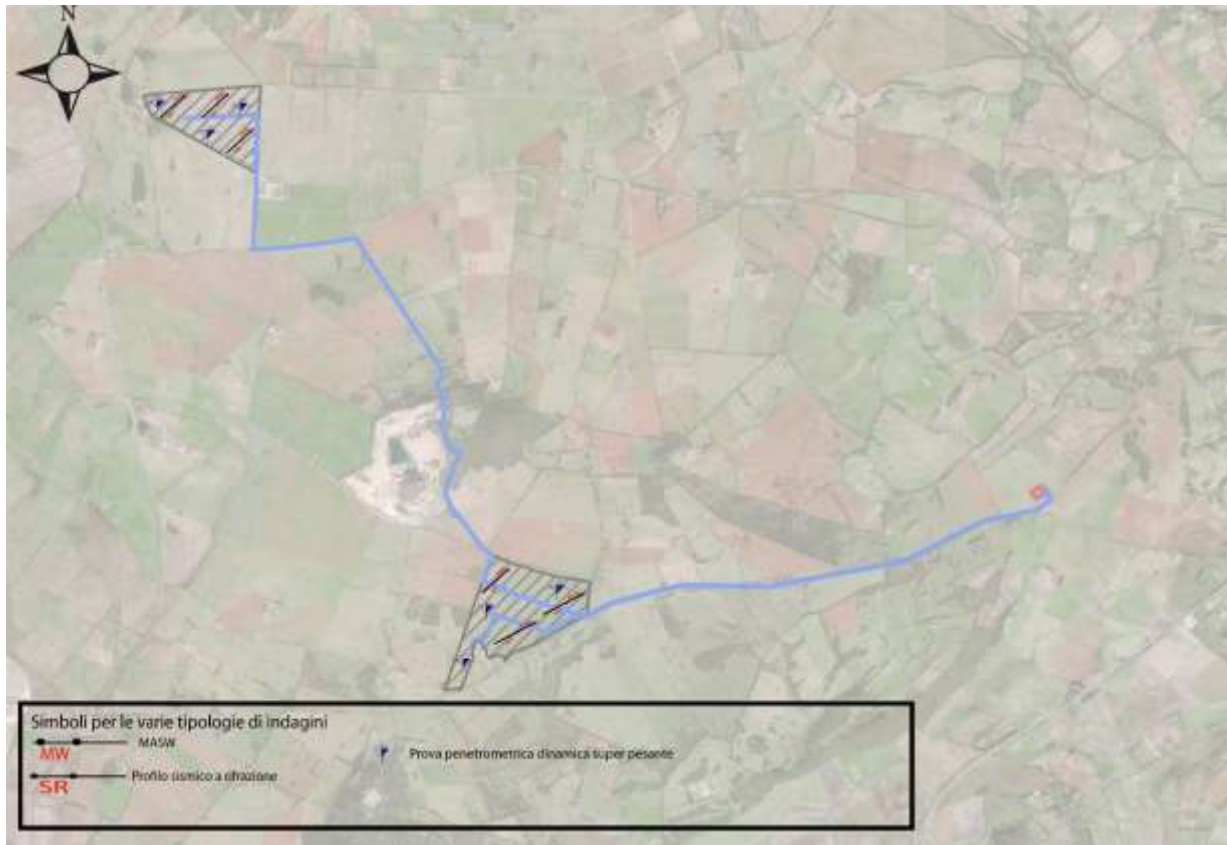 N
Simboli per le varie tipologie di indagini
MASW
MW
Prova penetrometrica dinamica super pesante
Profilo sismico a rifrazione
SR